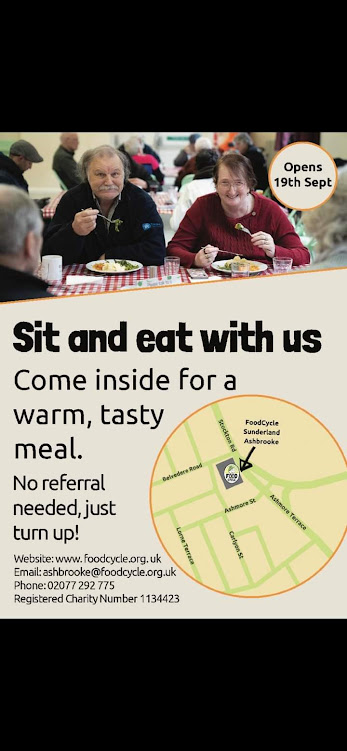 Opens
19th Sept
Sit and eat with us
Come inside for a
warm, tasty
meal.
No referral
needed, just
turn up!
FoodCycle
Sunderland
Ashbrooke
Stockton Rd
Belvedere Road
FOOD
Ashmore St
Ashmore Terrace
Lorne Terrace
Carlyon St
Website: www.foodcycle.org.uk
Email: ashbrooke@foodcycle.org.uk
Phone: 02077 292 775
Registered Charity Number 1134423